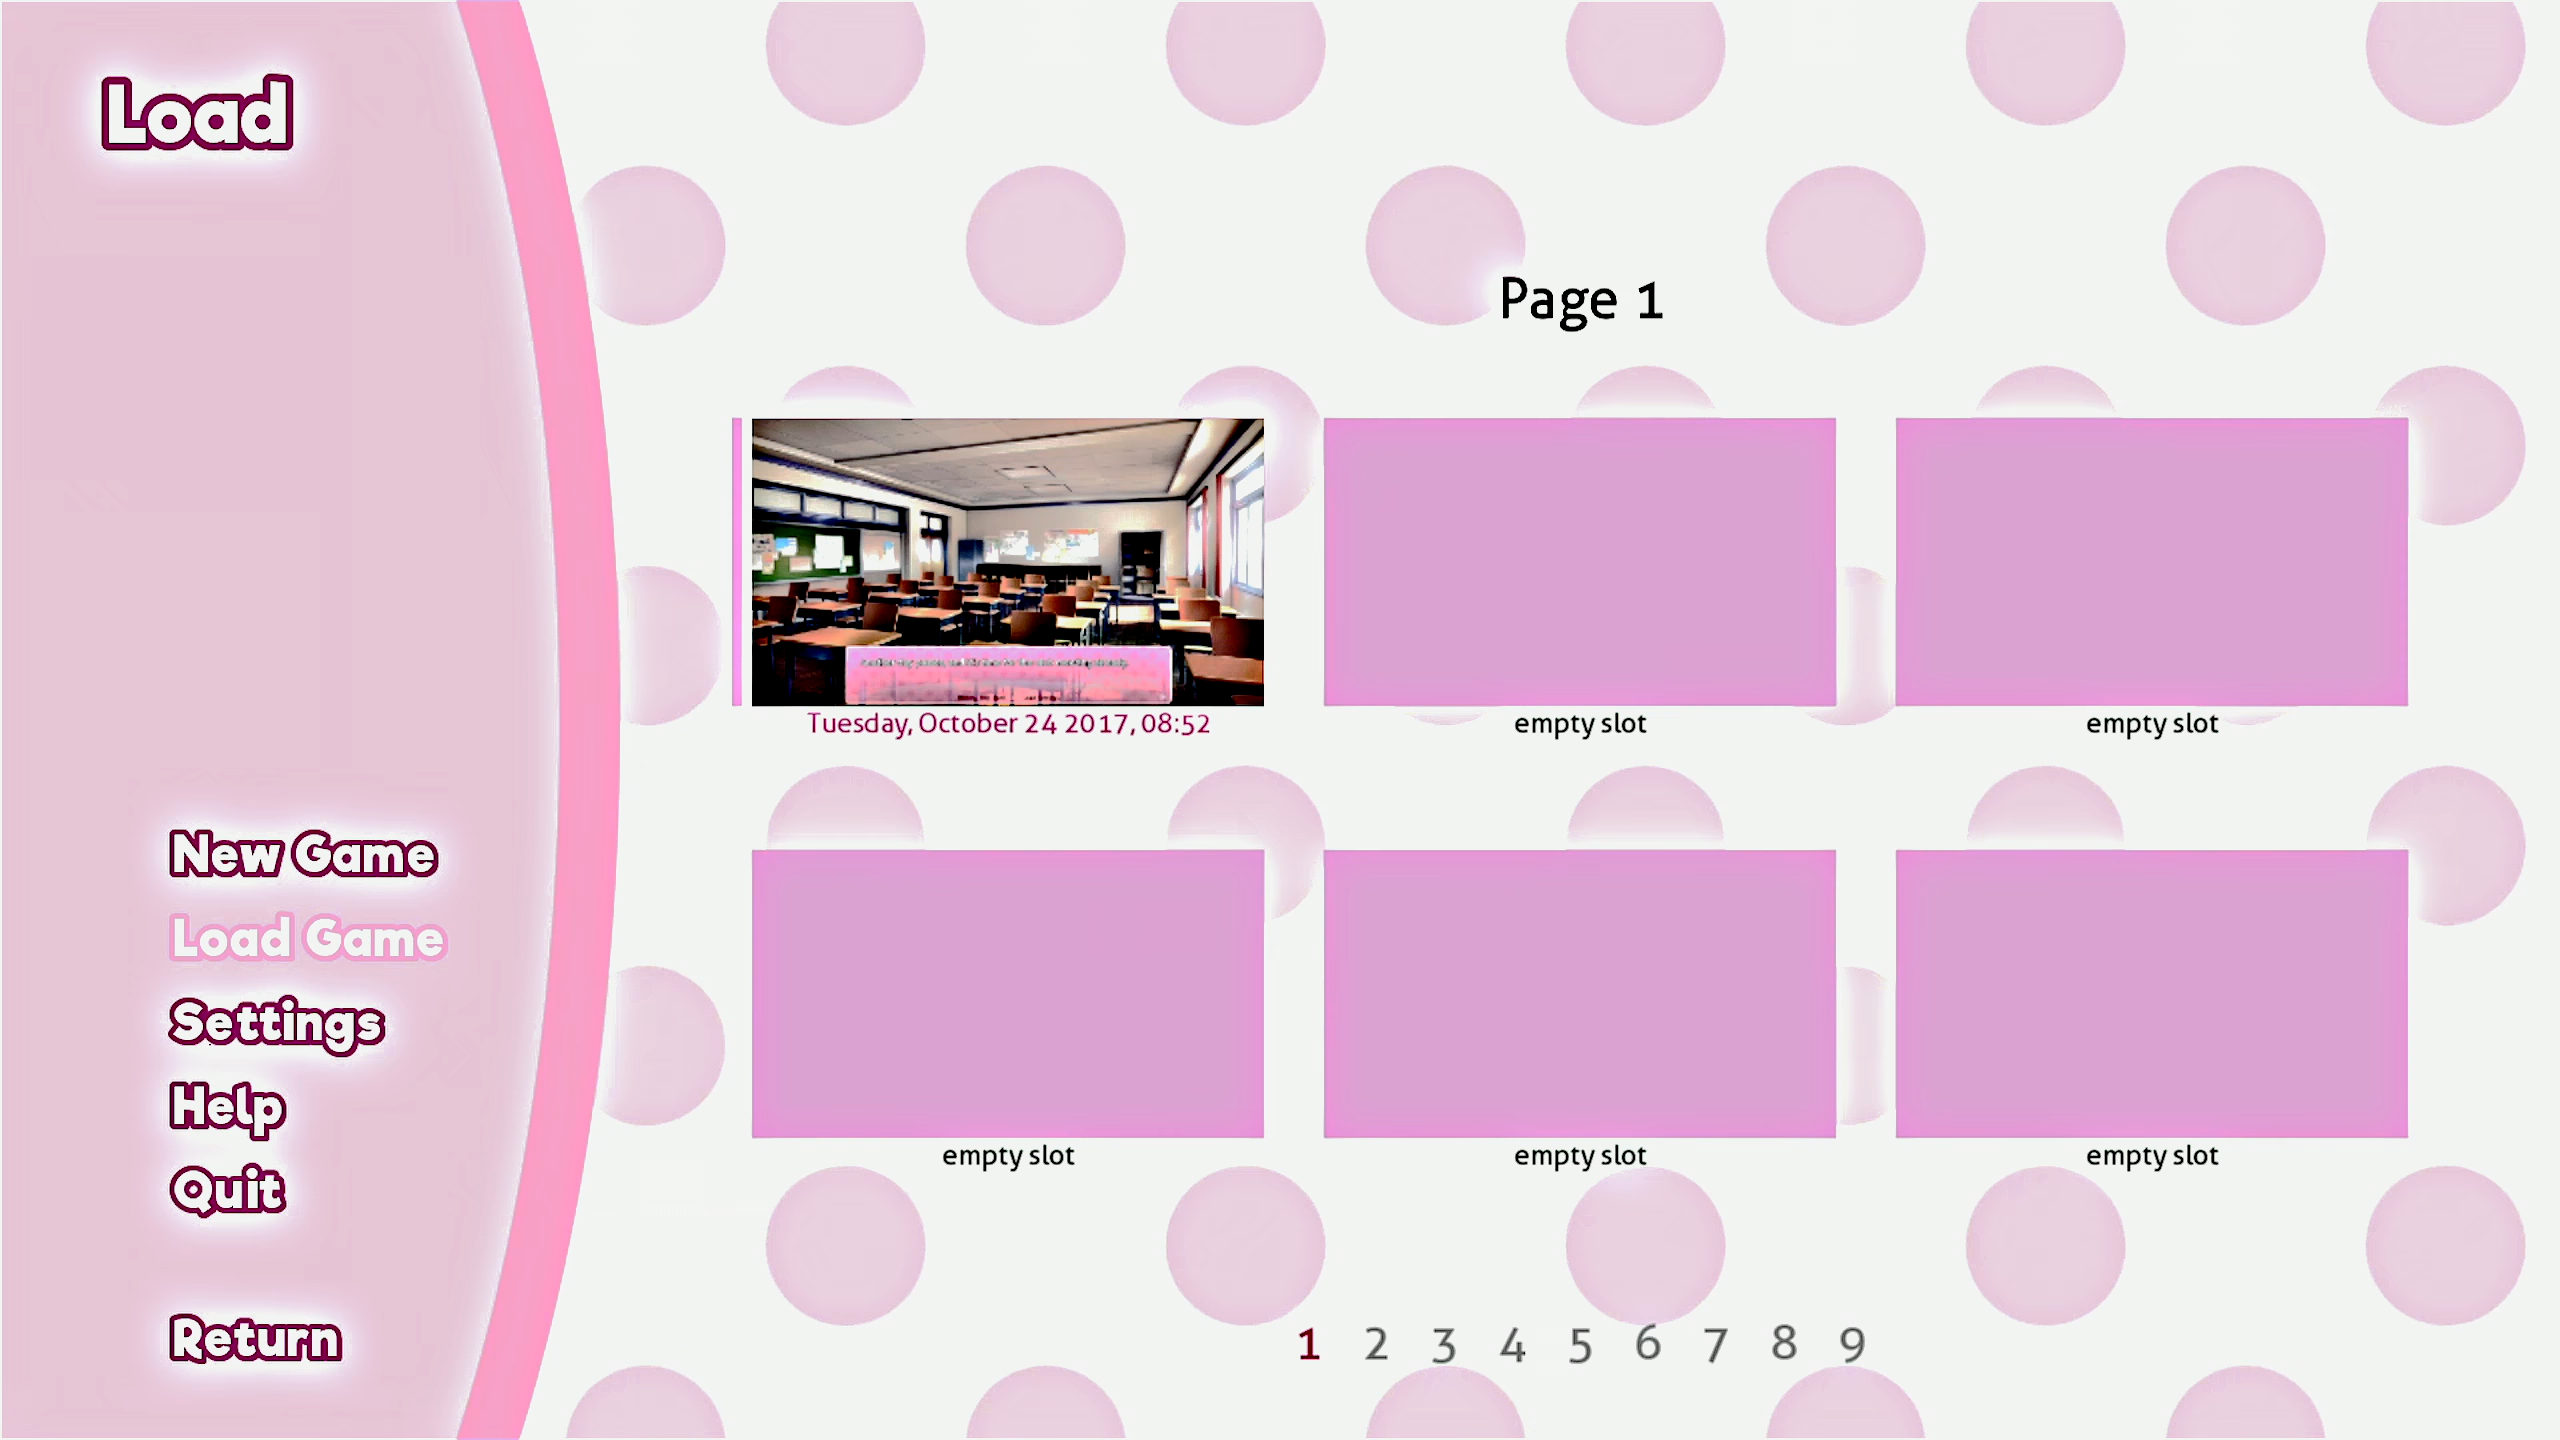 Load
New Game
Load Game
Settings
Help
Quit
Return
Page 1
Tuesday, October 24 2017, 08:52
empty slot
empty slot
empty slot
empty slot
empty slot
1 2 3 4 5 6 7 8 9